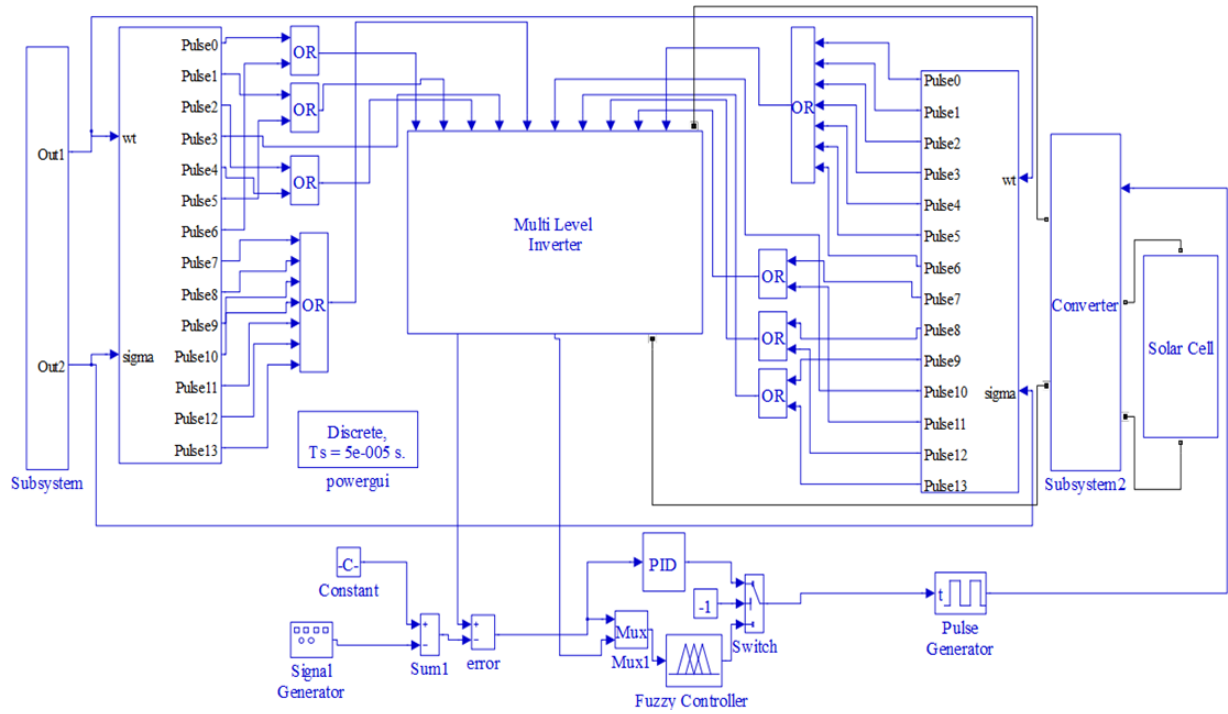 Out1
Out2
Subsystem
wt
sigma
Pulse0
Pulse1
Pulse2
Pulse3
Pulse4
Pulse5
Pulse6
Pulse7
Pulse8
Pulse9
Pulse10
Pulse11
Pulse12
Pulse13
OR
OR
OR
OR
Discrete,
Ts = 5e-005 s.
powergui
Multi Level
Inverter
OR
OR
OR
OR
Pulse0
Pulse1
Pulse2
Pulse3
Pulse4
Pulse5
Pulse6
Pulse7
Pulse8
Pulse9
Pulse10
Pulse11
Pulse12
Pulse13
wt
sigma
Converter
Subsystem2
Solar Cell
-C-
Constant
Signal
Generator
+
−
Sum1
+
−
error
PID
-1
Mux
Mux1
Fuzzy Controller
Switch
t
Pulse
Generator